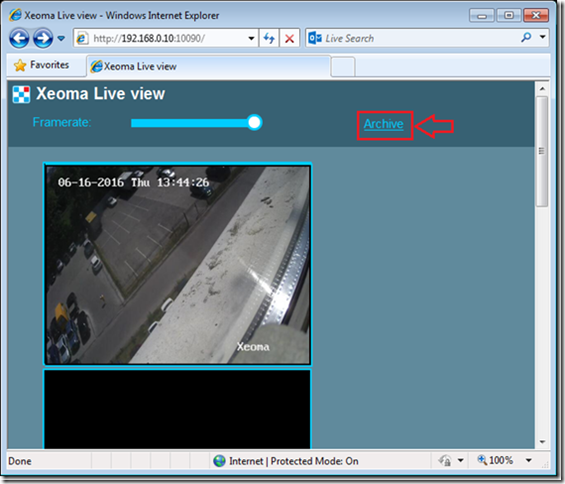 Xeoma Live view - Windows Internet Explorer
http://192.168.0.10:10090/
Live Search
Favorites
Xeoma Live view
Xeoma Live view
Framerate:
Archive
06-16-2016 Thu 13:44:26
Xeoma
Done
Internet | Protected Mode: On
100%